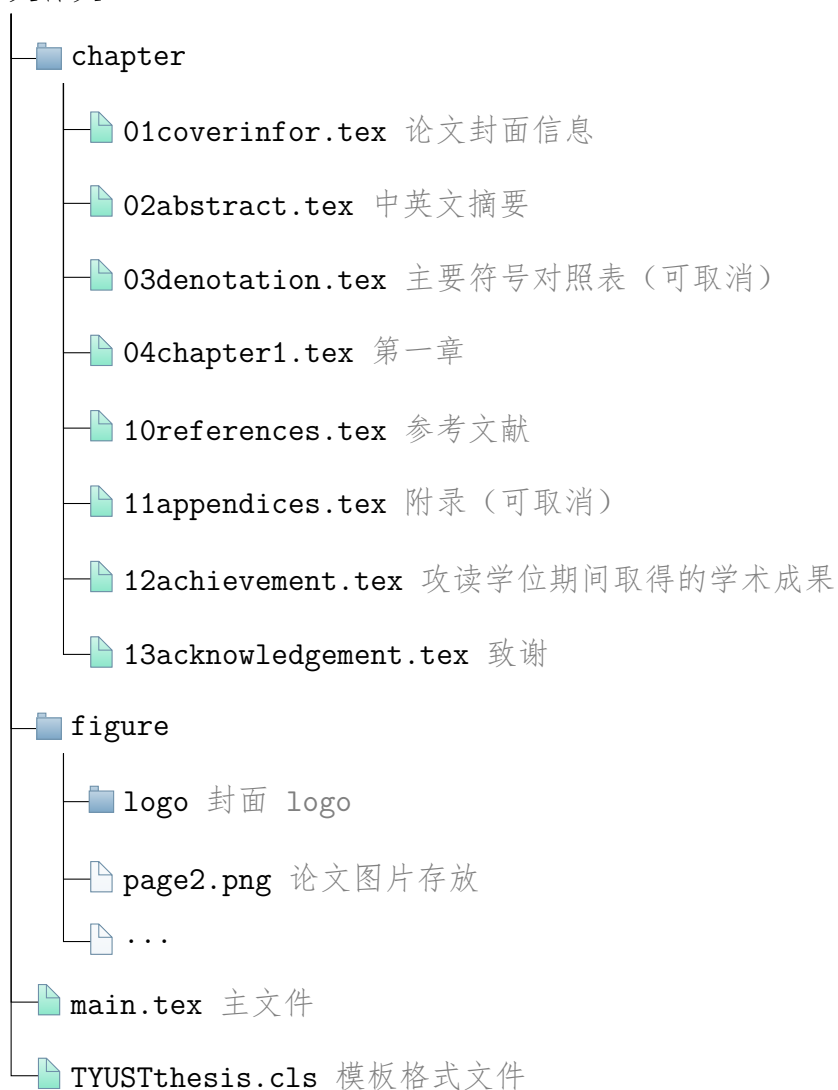 chapter
01coverinfor.tex 论文封面信息
02abstract.tex 中英文摘要
03denotation.tex 主要符号对照表（可取消）
04chapter1.tex 第一章
10references.tex 参考文献
11appendices.tex 附录（可取消）
12achievement.tex 攻读学位期间取得的学术成果
13acknowledgement.tex 致谢
figure
logo 封面 logo
page2.png 论文图片存放
...
main.tex 主文件
TYUSTthesis.cls 模板格式文件